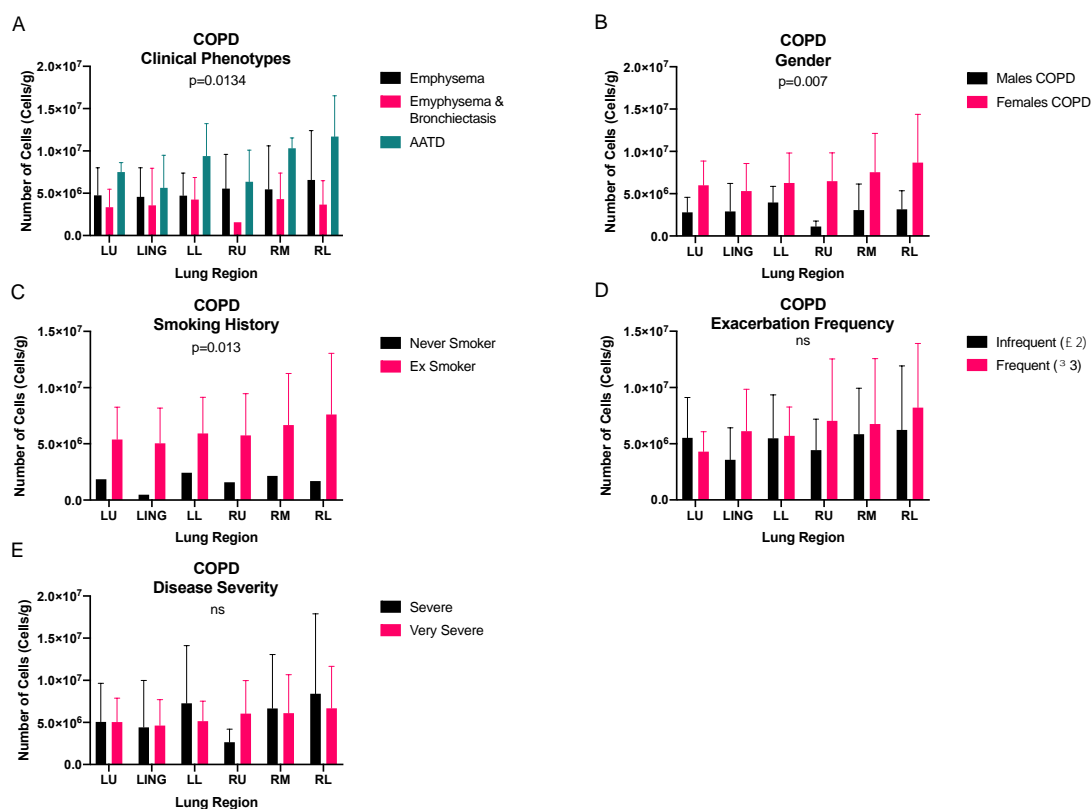 A
COPD
Clinical Phenotypes
p=0.0134
2.0×10⁷
1.5×10⁷
1.0×10⁷
5.0×10⁶
0.0
Number of Cells (Cells/g)
LU LING LL RU RM RL
Lung Region
Emphysema
Emyphysema &
Bronchiectasis
AATD
B
COPD
Gender
p=0.007
2.0×10⁷
1.5×10⁷
1.0×10⁷
5.0×10⁶
0.0
Number of Cells (Cells/g)
LU LING LL RU RM RL
Lung Region
Males COPD
Females COPD
C
COPD
Smoking History
p=0.013
1.5×10⁷
1.0×10⁷
5.0×10⁶
0.0
Number of Cells (Cells/g)
LU LING LL RU RM RL
Lung Region
Never Smoker
Ex Smoker
D
COPD
Exacerbation Frequency
ns
1.5×10⁷
1.0×10⁷
5.0×10⁶
0.0
Number of Cells (Cells/g)
LU LING LL RU RM RL
Lung Region
Infrequent (£ 2)
Frequent (³ 3)
E
COPD
Disease Severity
ns
2.0×10⁷
1.5×10⁷
1.0×10⁷
5.0×10⁶
0.0
Number of Cells (Cells/g)
LU LING LL RU RM RL
Lung Region
Severe
Very Severe